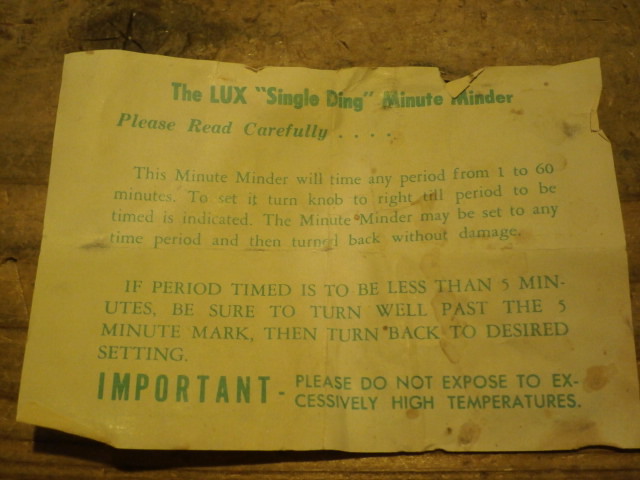 The LUX "Single Ding" Minute Minder
Please Read Carefully . . . .
This Minute Minder will time any period from 1 to 60
minutes. To set it turn knob to right till period to be
timed is indicated. The Minute Minder may be set to any
time period and then turned back without damage.
IF PERIOD TIMED IS TO BE LESS THAN 5 MIN-
UTES, BE SURE TO TURN WELL PAST THE 5
MINUTE MARK, THEN TURN BACK TO DESIRED
SETTING.
IMPORTANT - PLEASE DO NOT EXPOSE TO EX-
CESSIVELY HIGH TEMPERATURES.